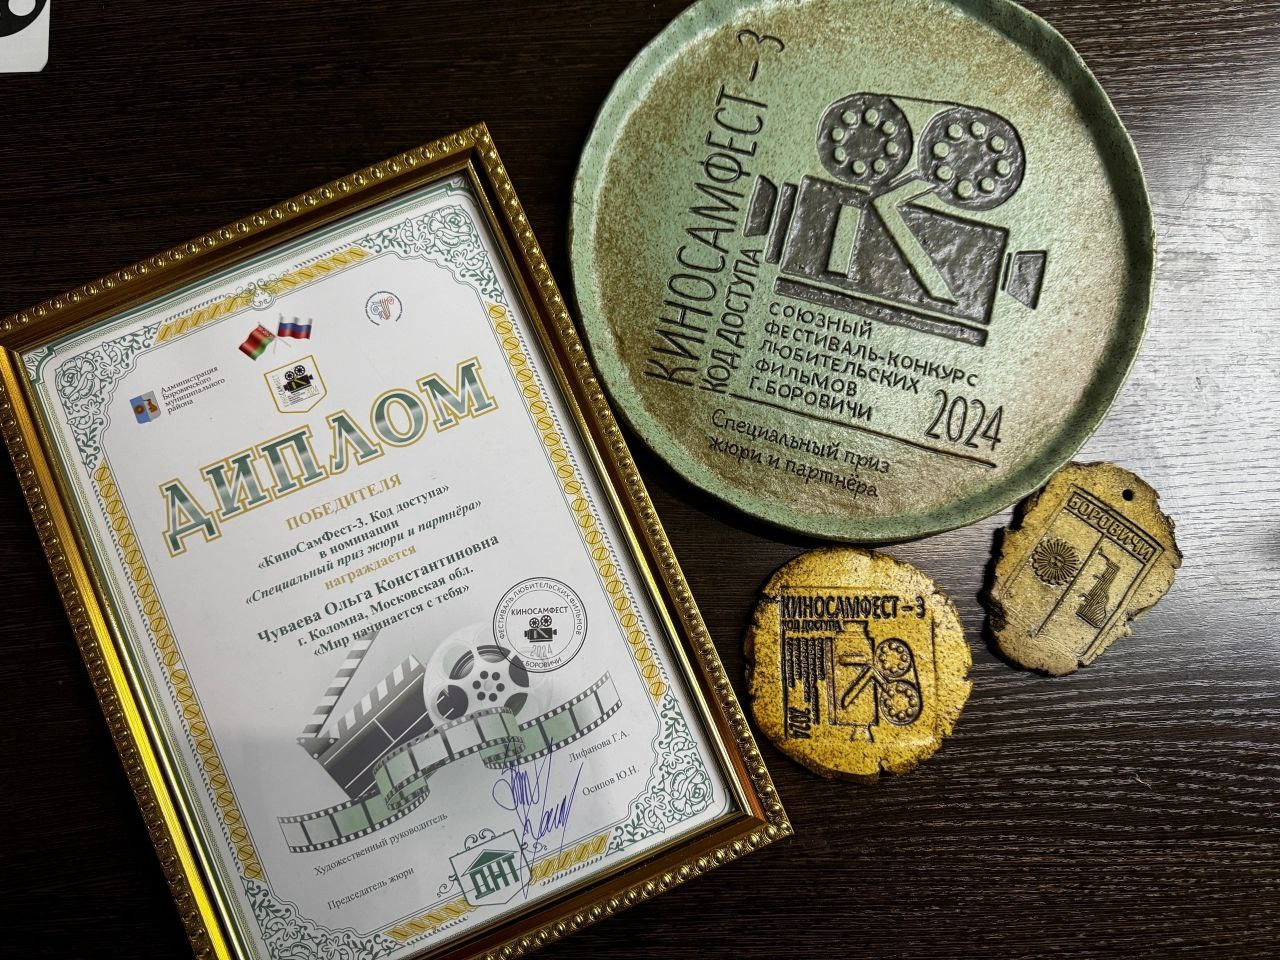 Администрация
Боровичского
муниципального
района
ДИПЛОМ
ПОБЕДИТЕЛЯ
«КиноСамФест-3. Код доступа»
в номинации
«Специальный приз жюри и партнёра»
награждается
Чуваева Ольга Константиновна
г. Коломна, Московская обл.
«Мир начинается с тебя»
ФЕСТИВАЛЬ ЛЮБИТЕЛЬСКИХ ФИЛЬМОВ
КИНОСАМФЕСТ
2024
Г. БОРОВИЧИ
Художественный руководитель Лифанова Г.А.
Председатель жюри Осипов Ю.Н.
ДНТ
КИНОСАМФЕСТ – 3
КОД ДОСТУПА
СОЮЗНЫЙ
ФЕСТИВАЛЬ-КОНКУРС
ЛЮБИТЕЛЬСКИХ
ФИЛЬМОВ
Г. БОРОВИЧИ
2024
Специальный приз
жюри и партнёра
КИНОСАМФЕСТ – 3
КОД ДОСТУПА
2024
БОРОВИЧИ